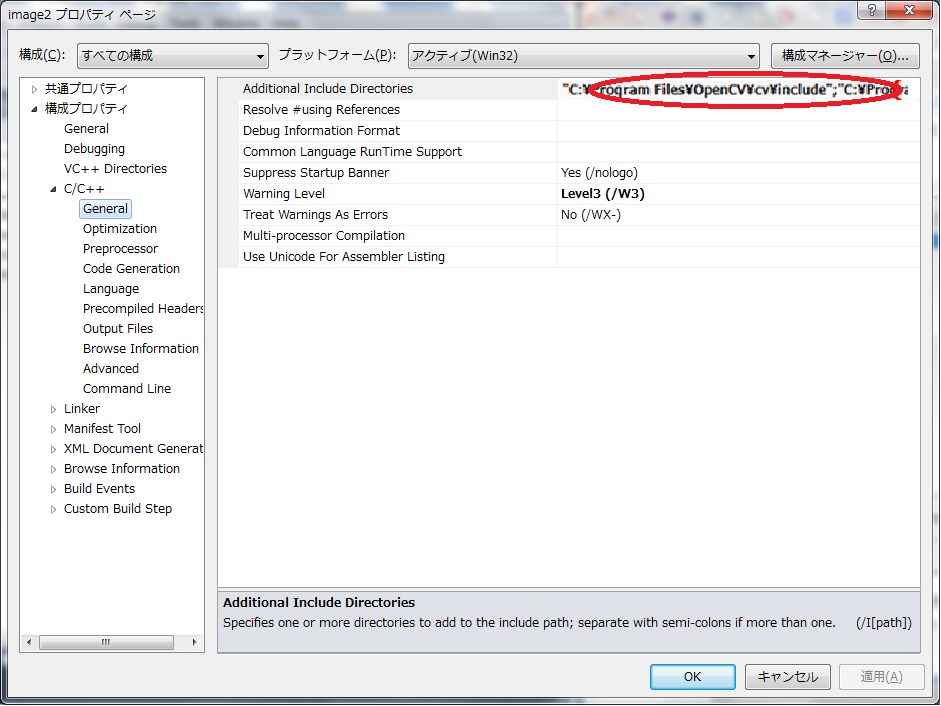 image2 プロパティ ページ
構成(C): すべての構成 プラットフォーム(P): アクティブ(Win32) 構成マネージャー(O)...
共通プロパティ
構成プロパティ
General
Debugging
VC++ Directories
C/C++
General
Optimization
Preprocessor
Code Generation
Language
Precompiled Headers
Output Files
Browse Information
Advanced
Command Line
Linker
Manifest Tool
XML Document Generat
Browse Information
Build Events
Custom Build Step
Additional Include Directories "C:¥Program Files¥OpenCV¥cv¥include";"C:¥Progra
Resolve #using References
Debug Information Format
Common Language RunTime Support
Suppress Startup Banner Yes (/nologo)
Warning Level Level3 (/W3)
Treat Warnings As Errors No (/WX-)
Multi-processor Compilation
Use Unicode For Assembler Listing
Additional Include Directories
Specifies one or more directories to add to the include path; separate with semi-colons if more than one. (/I[path])
OK キャンセル 適用(A)